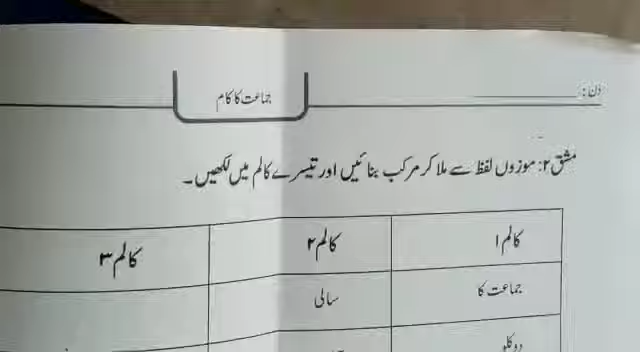 دن:
جماعت کا کام
مشق ۲: موزوں لفظ سے ملا کر مرکب بنائیں اور تیسرے کالم میں لکھیں۔
کالم ۱ کالم ۲ کالم ۳
جماعت کا سالی
دو کلو